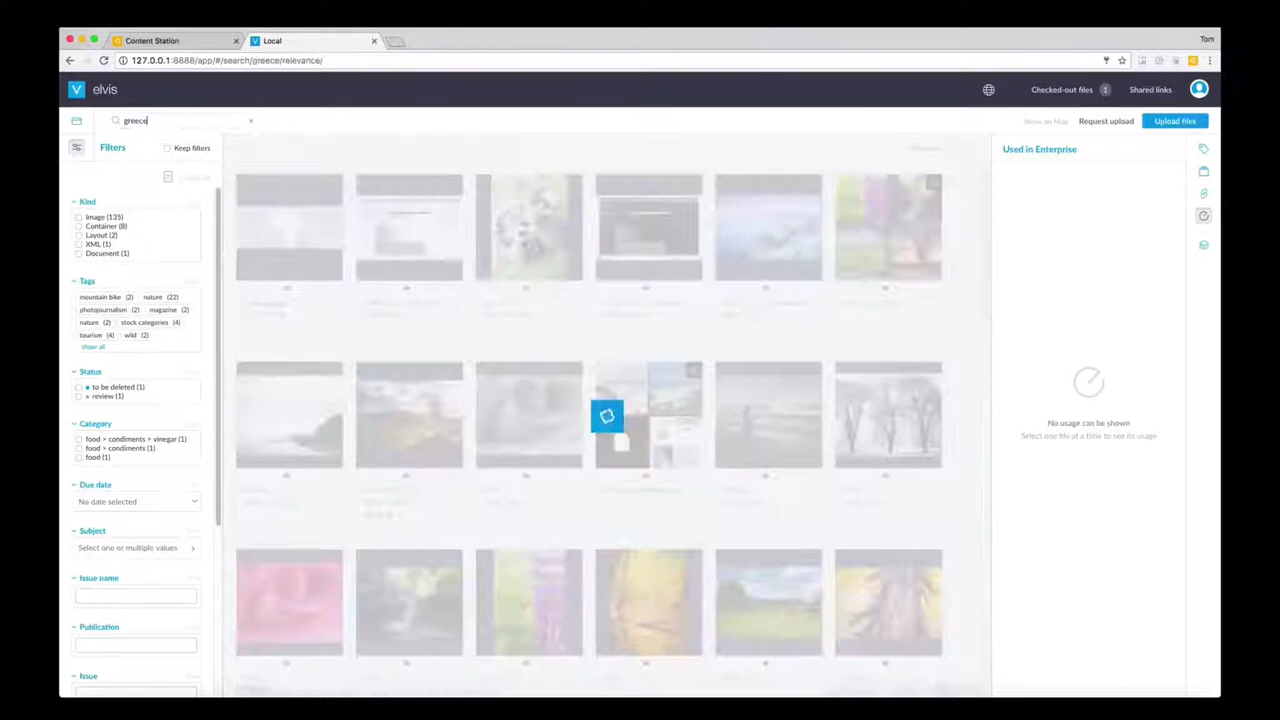 Content Station
Local
Tom
127.0.0.1:8888/app/#/search/greece/relevance/
elvis
Checked-out files 1
Shared links
greece
Show on Map
Request upload
Upload files
Filters
Keep filters
Used in Enterprise
Kind
Image (135)
Container (8)
Layout (2)
XML (1)
Document (1)
Tags
mountain bike (2) nature (22)
photojournalism (2) magazine (2)
nature (2) stock categories (4)
tourism (4) wild (2)
show all
Status
to be deleted (1)
review (1)
No usage can be shown
Select one file at a time to see its usage
Category
food > condiments > vinegar (1)
food > condiments (1)
food (1)
Due date
No date selected
Subject
Select one or multiple values
Issue name
Publication
Issue